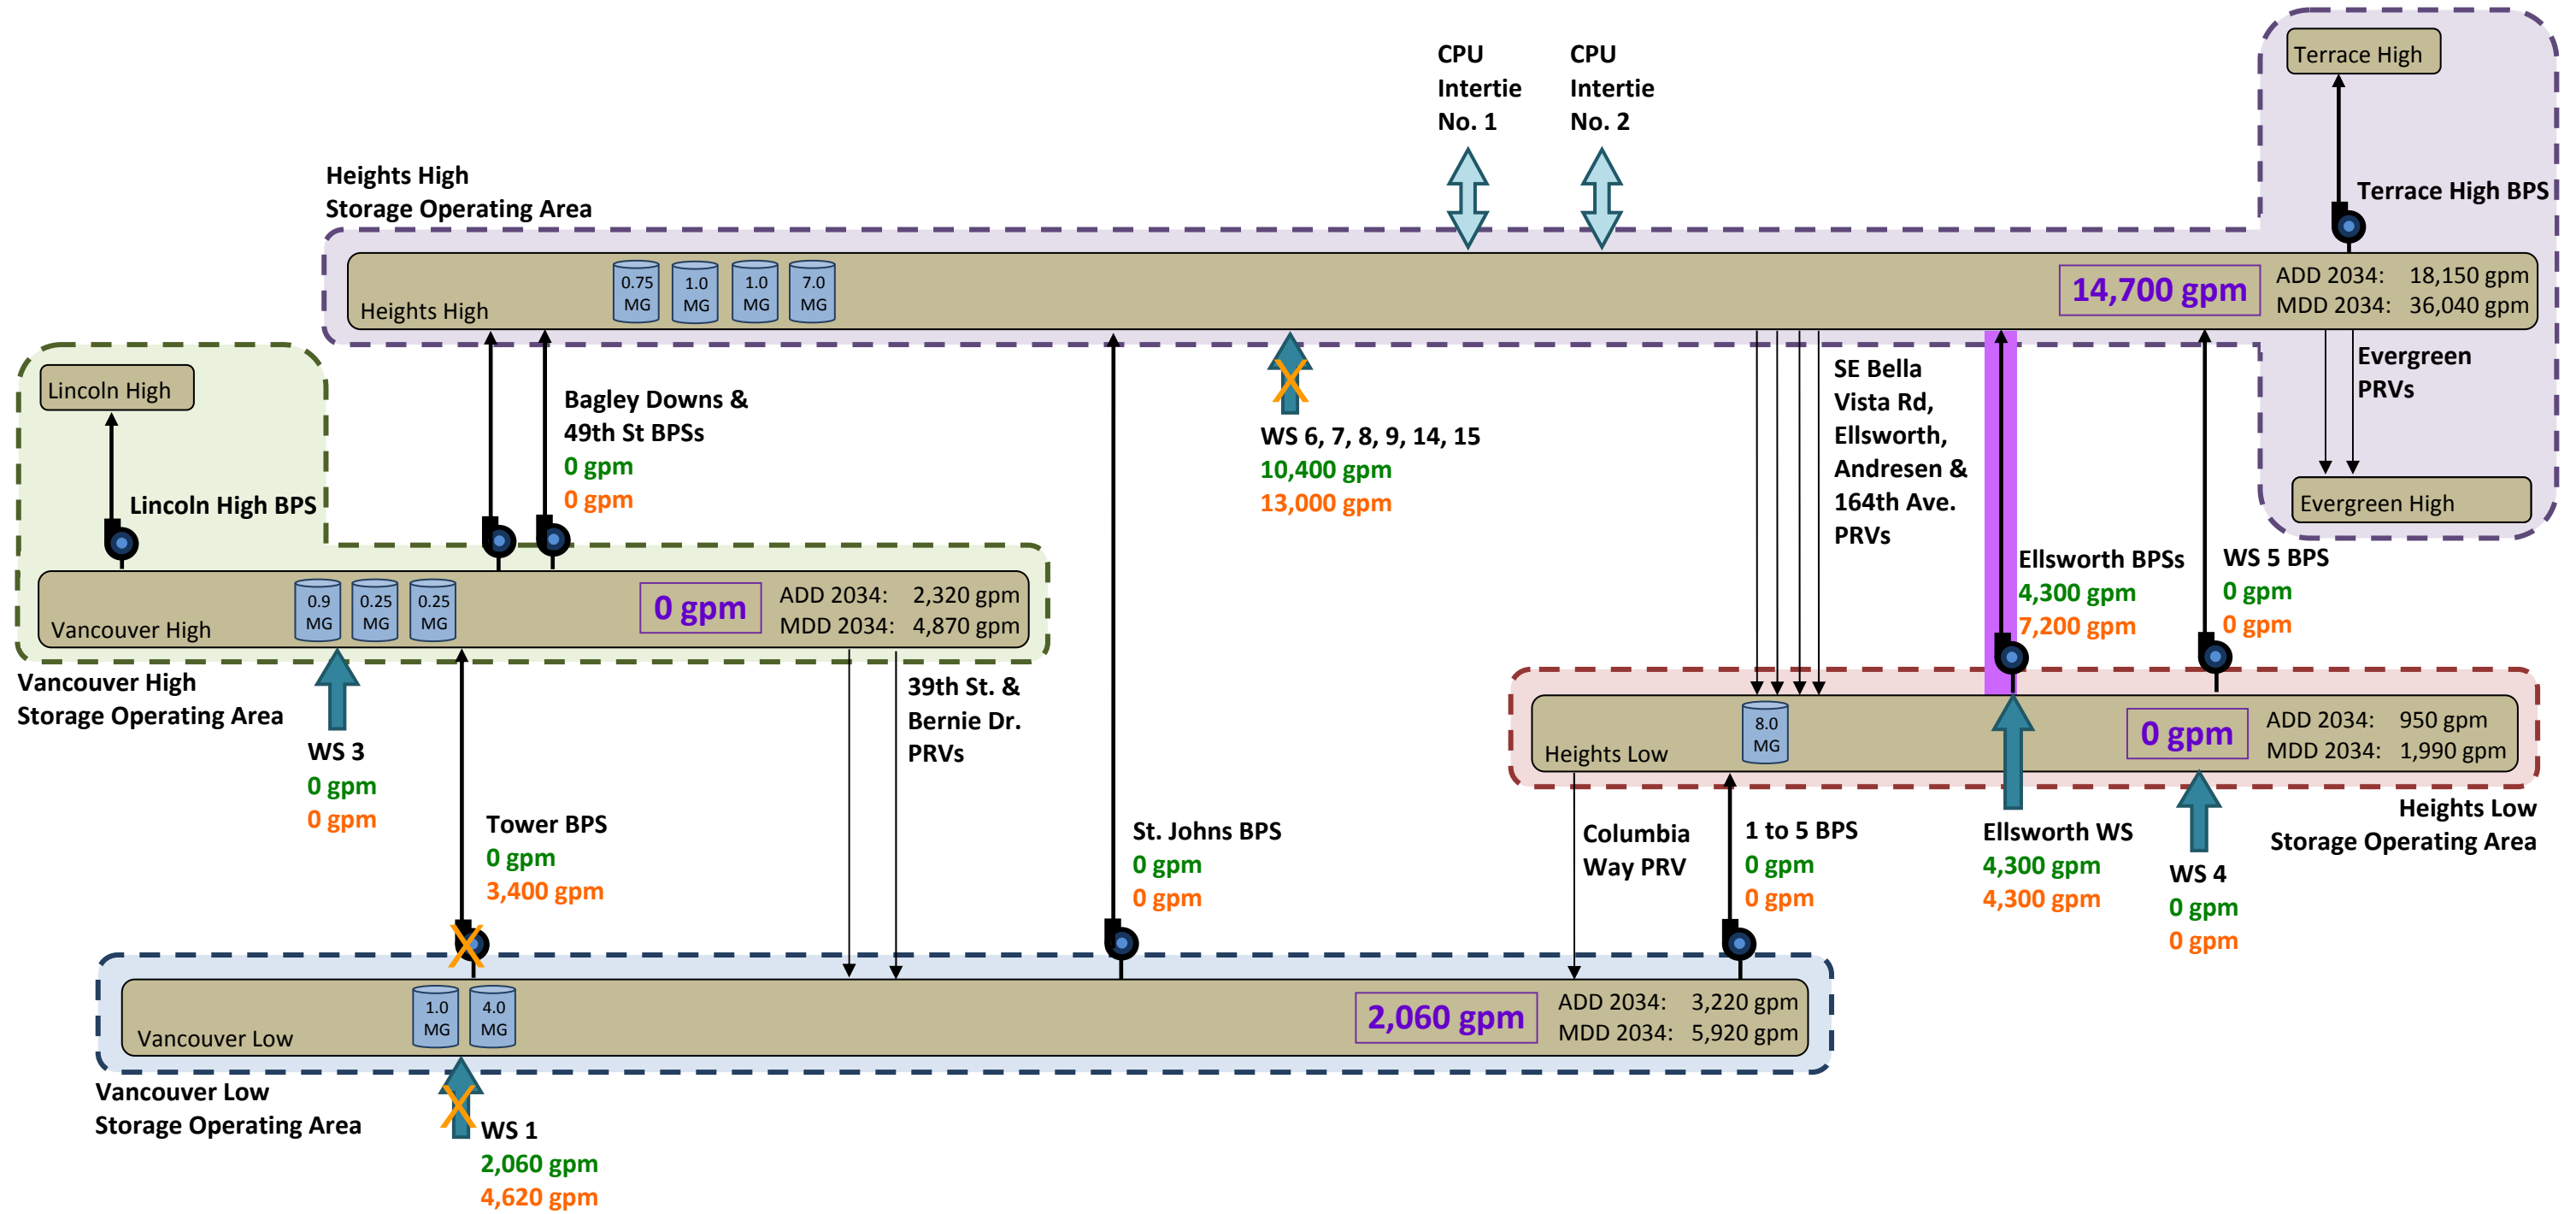 CPU
Intertie
No. 1
CPU
Intertie
No. 2
Terrace High
Terrace High BPS
Heights High
Storage Operating Area
0.75
MG
1.0
MG
1.0
MG
7.0
MG
Heights High
14,700 gpm
ADD 2034: 18,150 gpm
MDD 2034: 36,040 gpm
Evergreen
PRVs
Evergreen High
Lincoln High
Lincoln High BPS
Bagley Downs &
49th St BPSs
0 gpm
0 gpm
WS 6, 7, 8, 9, 14, 15
10,400 gpm
13,000 gpm
SE Bella
Vista Rd,
Ellsworth,
Andresen &
164th Ave.
PRVs
Ellsworth BPSs
4,300 gpm
7,200 gpm
WS 5 BPS
0 gpm
0 gpm
0.9
MG
0.25
MG
0.25
MG
Vancouver High
0 gpm
ADD 2034: 2,320 gpm
MDD 2034: 4,870 gpm
Vancouver High
Storage Operating Area
WS 3
0 gpm
0 gpm
39th St. &
Bernie Dr.
PRVs
8.0
MG
Heights Low
0 gpm
ADD 2034: 950 gpm
MDD 2034: 1,990 gpm
Heights Low
Storage Operating Area
Tower BPS
0 gpm
3,400 gpm
St. Johns BPS
0 gpm
0 gpm
Columbia
Way PRV
1 to 5 BPS
0 gpm
0 gpm
Ellsworth WS
4,300 gpm
4,300 gpm
WS 4
0 gpm
0 gpm
1.0
MG
4.0
MG
Vancouver Low
2,060 gpm
ADD 2034: 3,220 gpm
MDD 2034: 5,920 gpm
Vancouver Low
Storage Operating Area
WS 1
2,060 gpm
4,620 gpm